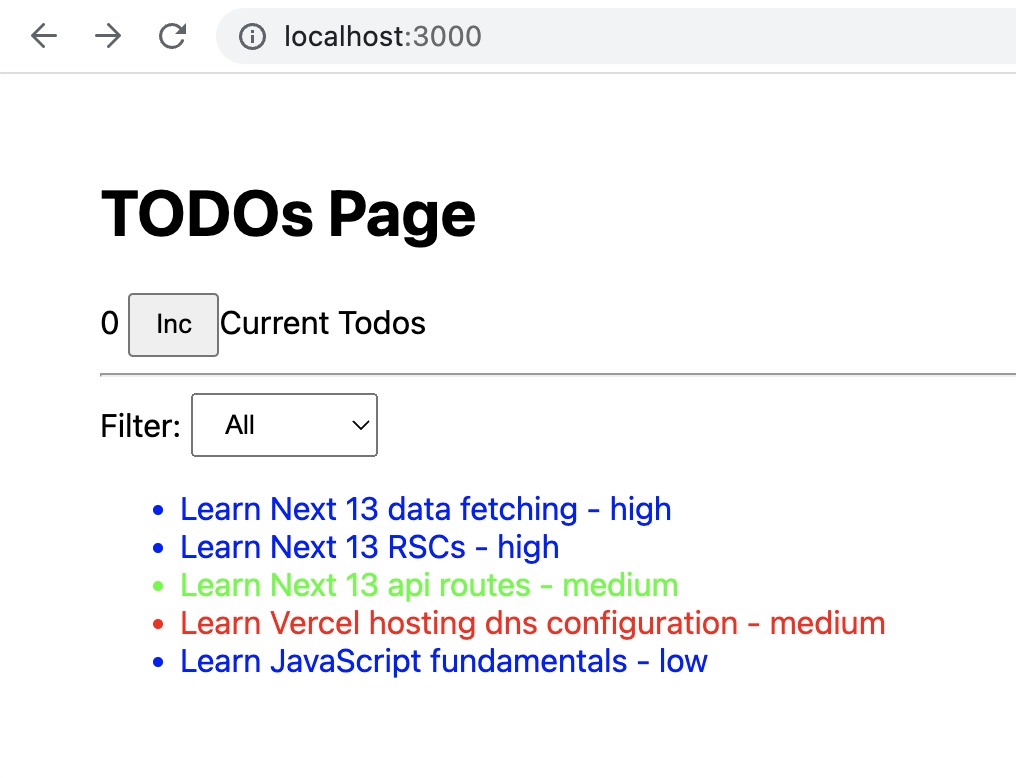 localhost:3000
TODOs Page
0 Inc Current Todos
Filter: All
Learn Next 13 data fetching - high
Learn Next 13 RSCs - high
Learn Next 13 api routes - medium
Learn Vercel hosting dns configuration - medium
Learn JavaScript fundamentals - low